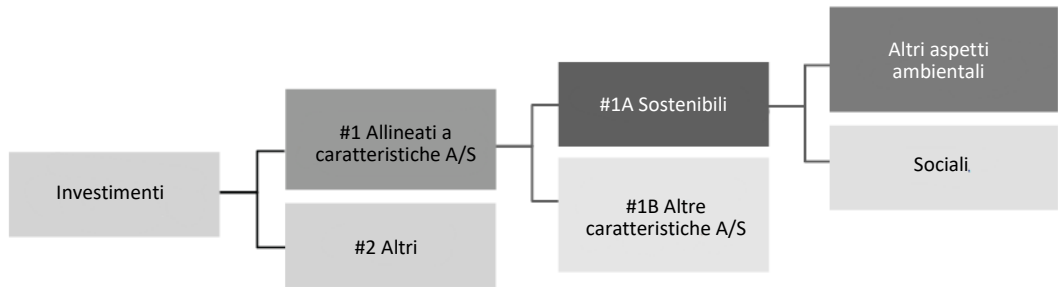 Investimenti
#1 Allineati a
caratteristiche A/S
#2 Altri
#1A Sostenibili
#1B Altre
caratteristiche A/S
Altri aspetti
ambientali
Sociali